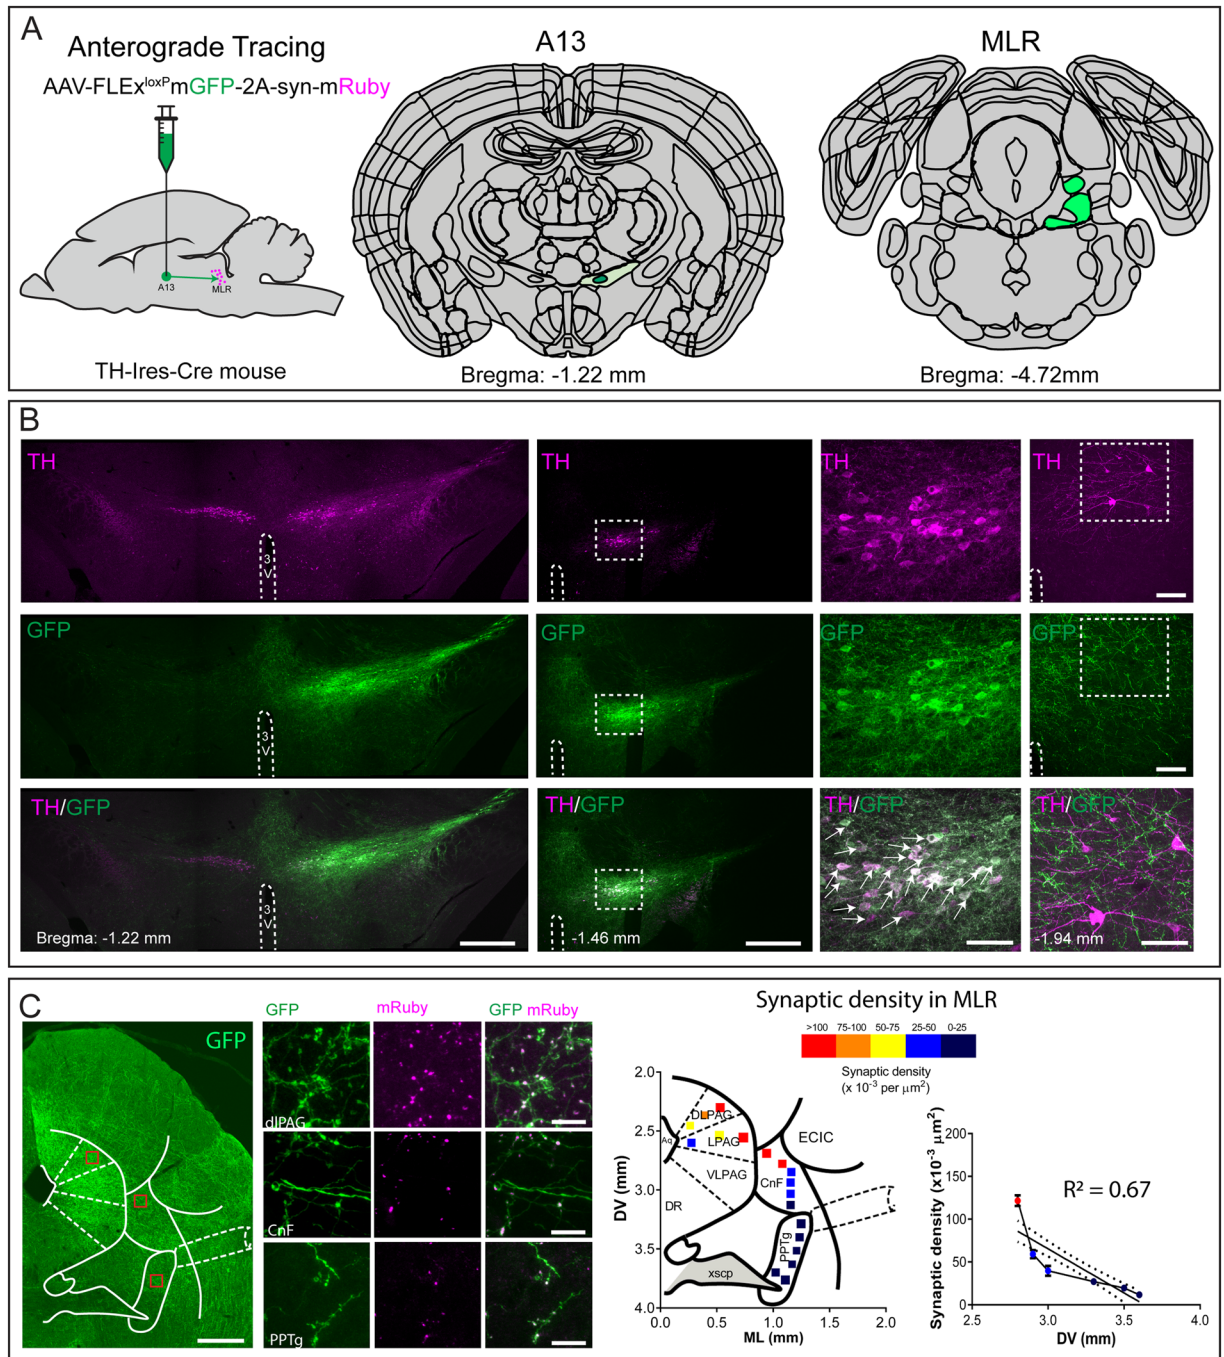 A
Anterograde Tracing
AAV-FLEx^loxP mGFP-2A-syn-mRuby
A13
MLR
TH-Ires-Cre mouse
A13
Bregma: -1.22 mm
MLR
Bregma: -4.72mm
B
TH
3V
TH
TH
TH
GFP
3V
GFP
GFP
GFP
TH/GFP
3V
Bregma: -1.22 mm
TH/GFP
-1.46 mm
TH/GFP
TH/GFP
-1.94 mm
C
GFP
GFP
mRuby
GFP mRuby
dlPAG
CnF
PPTg
Synaptic density in MLR
>100 75-100 50-75 25-50 0-25
Synaptic density
(x 10⁻³ per μm²)
DV (mm)
2.0
2.5
3.0
3.5
4.0
DLPAG
Aq
LPAG
VLPAG
DR
CnF
ECIC
PPTg
xscp
0.0 0.5 1.0 1.5 2.0
ML (mm)
Synaptic density (x10⁻³ μm²)
200
150
100
50
0
R² = 0.67
2.5 3.0 3.5 4.0
DV (mm)